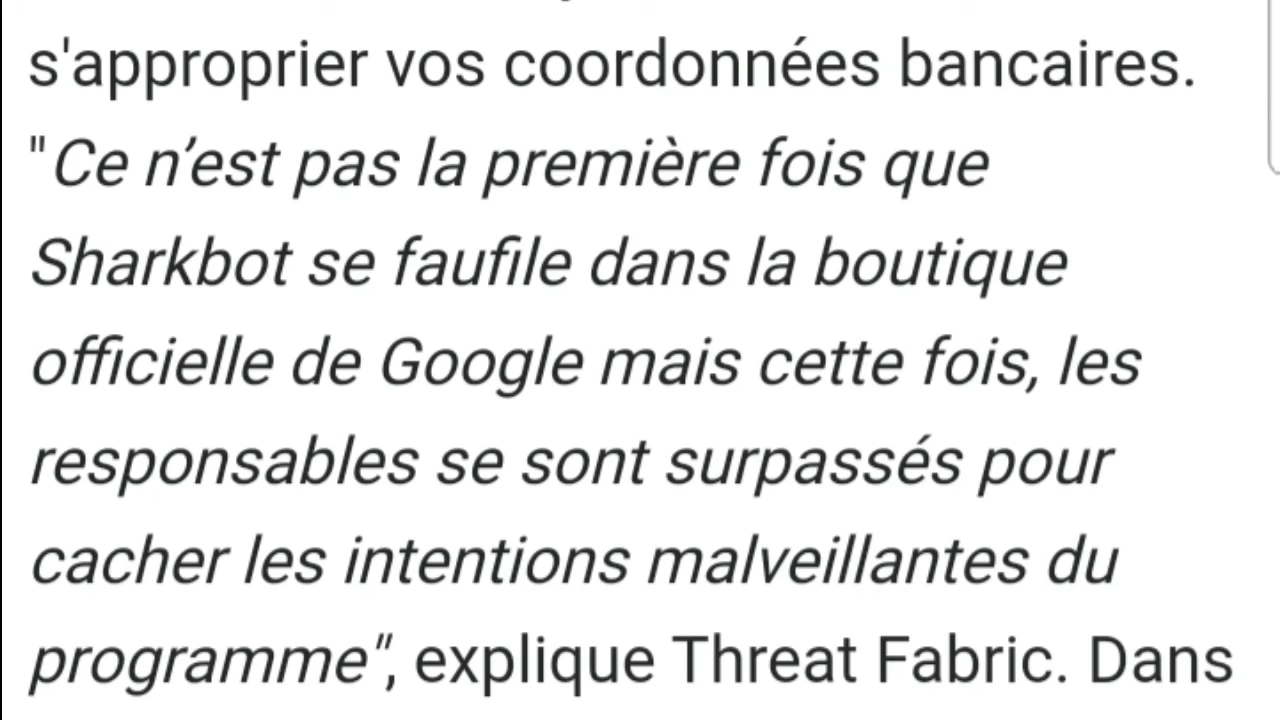 s'approprier vos coordonnées bancaires.
"Ce n’est pas la première fois que
Sharkbot se faufile dans la boutique
officielle de Google mais cette fois, les
responsables se sont surpassés pour
cacher les intentions malveillantes du
programme", explique Threat Fabric. Dans